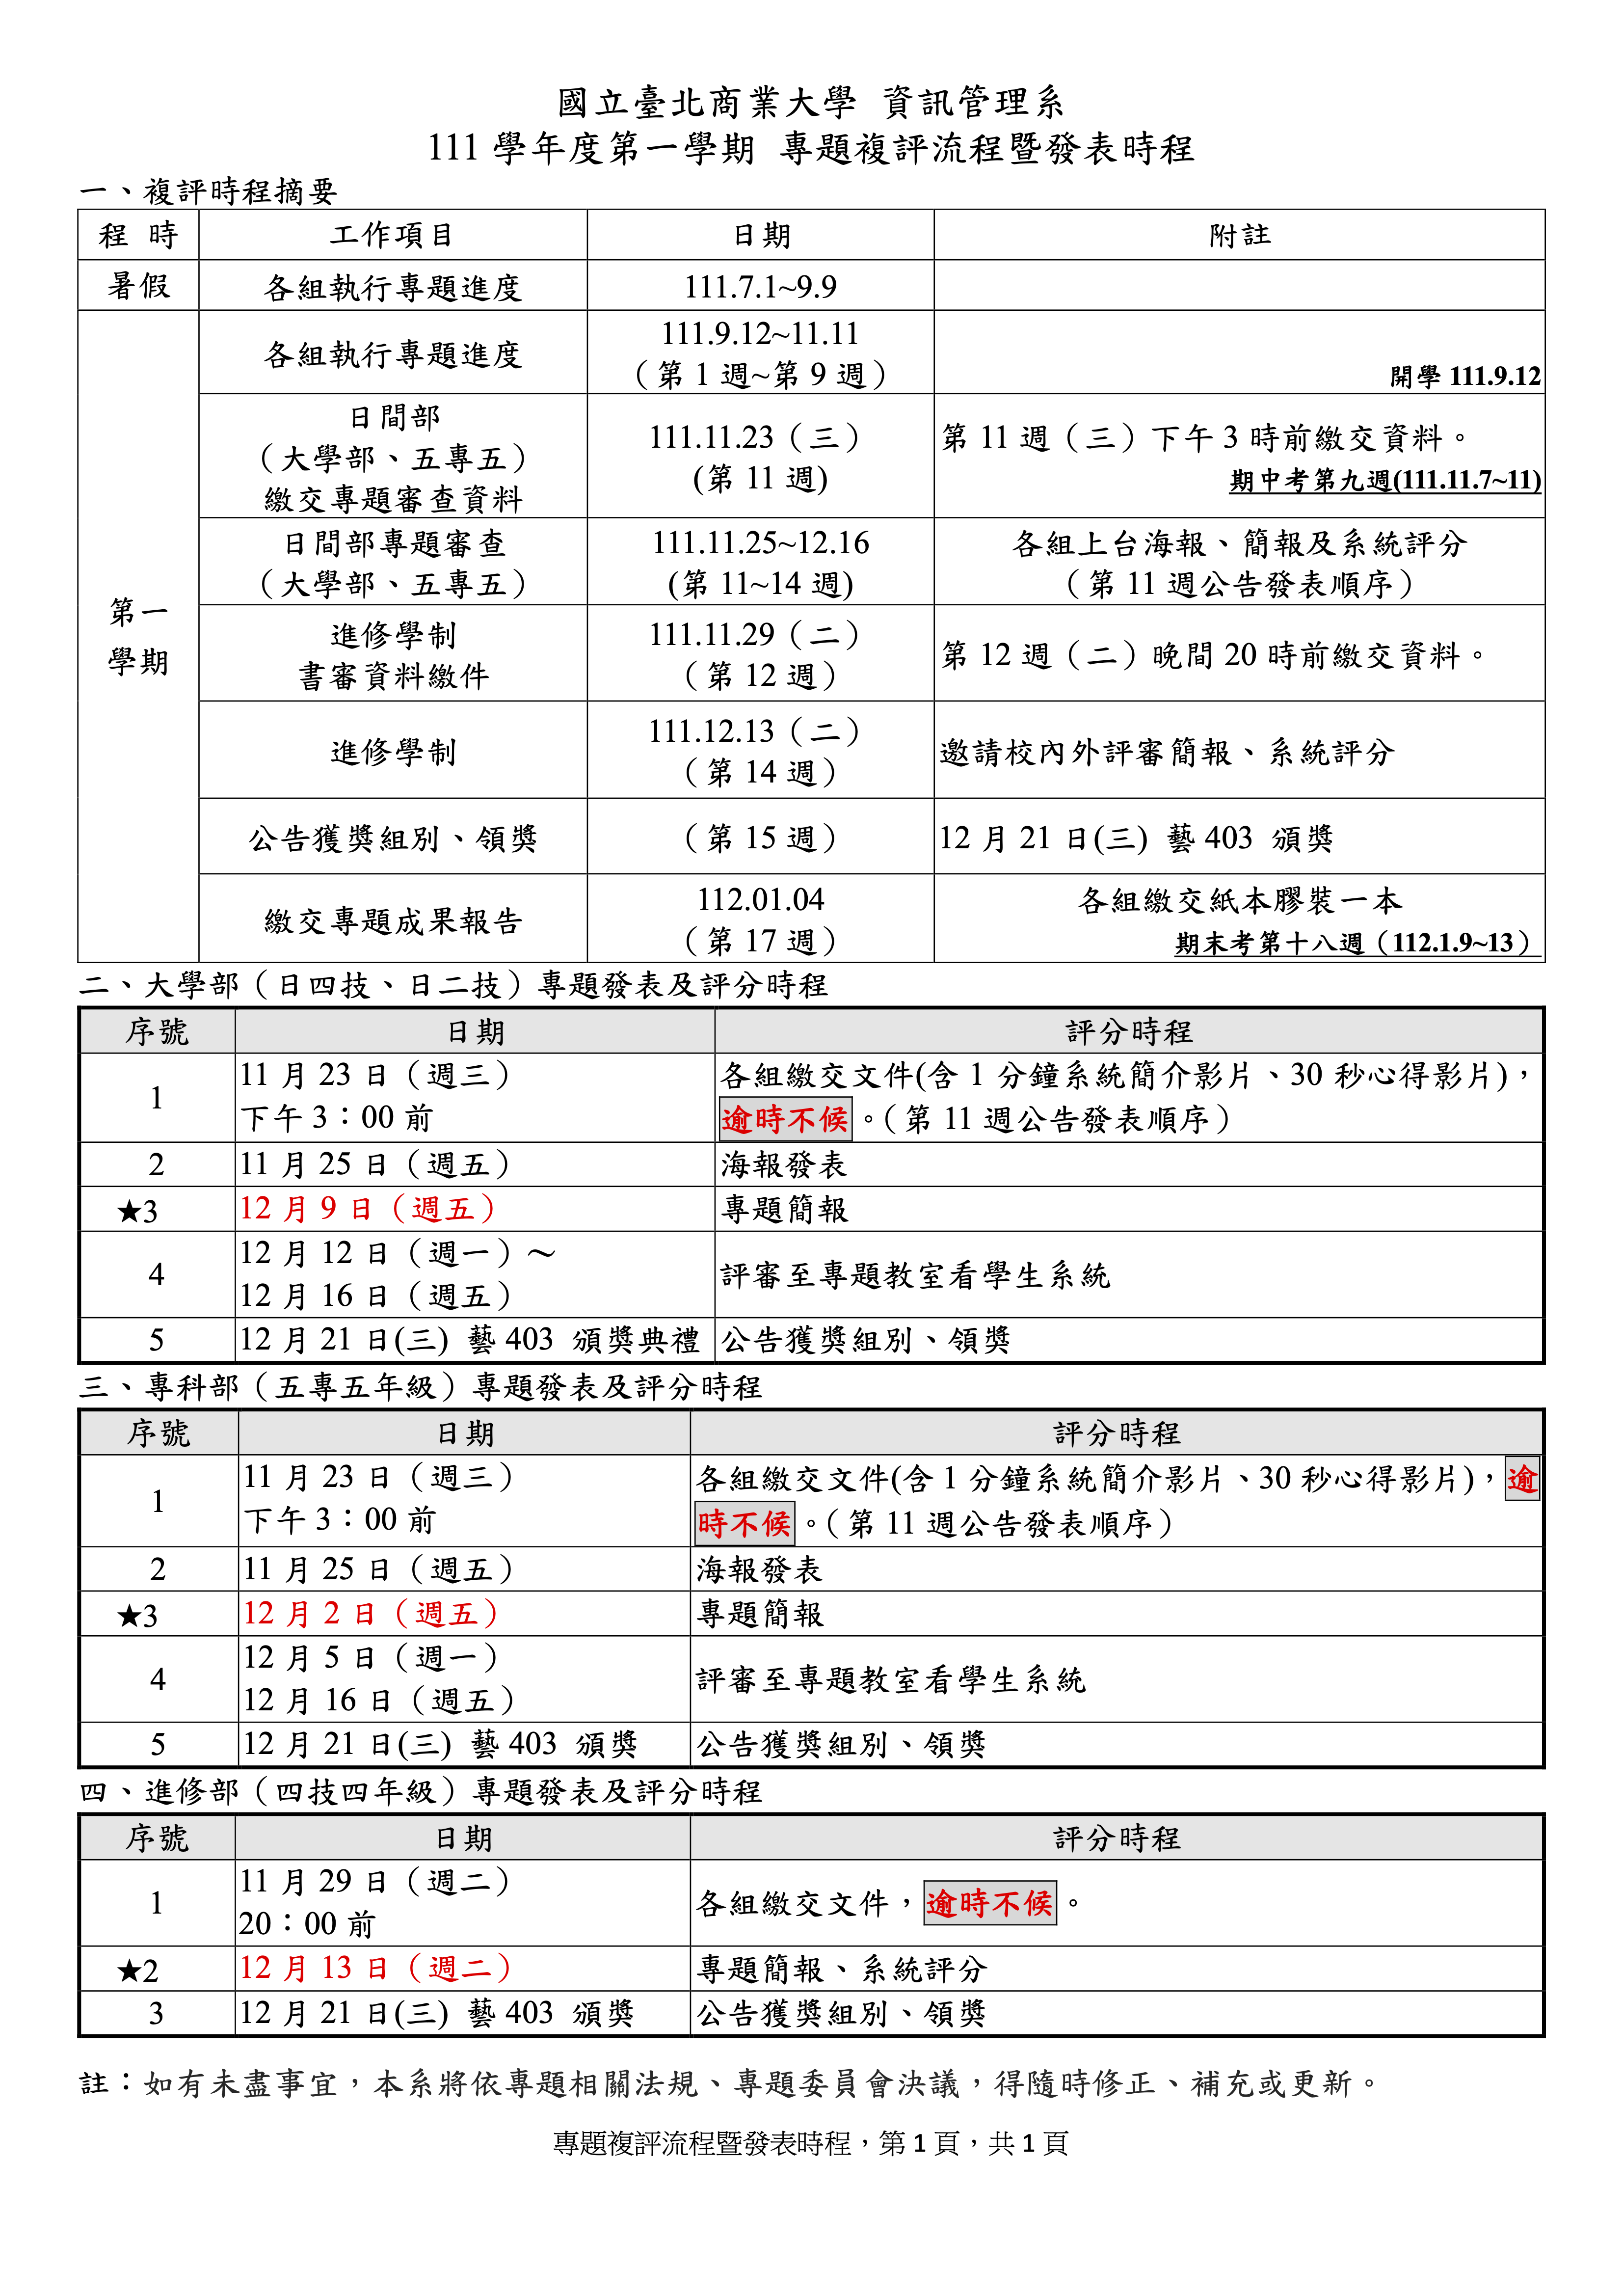 國立臺北商業大學 資訊管理系
111 學年度第一學期 專題複評流程暨發表時程
一、複評時程摘要
程 時 工作項目 日期 附註
暑假 各組執行專題進度 111.7.1~9.9
第一
學期
各組執行專題進度
111.9.12~11.11
（第 1 週~第 9 週）
開學 111.9.12
日間部
（大學部、五專五）
繳交專題審查資料
111.11.23（三）
(第 11 週)
第 11 週（三）下午 3 時前繳交資料。
期中考第九週(111.11.7~11)
日間部專題審查
（大學部、五專五）
111.11.25~12.16
(第 11~14 週)
各組上台海報、簡報及系統評分
（第 11 週公告發表順序）
進修學制
書審資料繳件
111.11.29（二）
（第 12 週）
第 12 週（二）晚間 20 時前繳交資料。
進修學制
111.12.13（二）
（第 14 週）
邀請校內外評審簡報、系統評分
公告獲獎組別、領獎 （第 15 週） 12 月 21 日(三) 藝 403 頒獎
繳交專題成果報告
112.01.04
（第 17 週）
各組繳交紙本膠裝一本
期末考第十八週（112.1.9~13）
二、大學部（日四技、日二技）專題發表及評分時程
序號 日期 評分時程
1
11 月 23 日（週三）
下午 3：00 前
各組繳交文件(含 1 分鐘系統簡介影片、30 秒心得影片)，
逾時不候。（第 11 週公告發表順序）
2 11 月 25 日（週五） 海報發表
★3 12 月 9 日（週五） 專題簡報
4
12 月 12 日（週一）～
12 月 16 日（週五）
評審至專題教室看學生系統
5 12 月 21 日(三) 藝 403 頒獎典禮 公告獲獎組別、領獎
三、專科部（五專五年級）專題發表及評分時程
序號 日期 評分時程
1
11 月 23 日（週三）
下午 3：00 前
各組繳交文件(含 1 分鐘系統簡介影片、30 秒心得影片)，逾
時不候。（第 11 週公告發表順序）
2 11 月 25 日（週五） 海報發表
★3 12 月 2 日（週五） 專題簡報
4
12 月 5 日（週一）
12 月 16 日（週五）
評審至專題教室看學生系統
5 12 月 21 日(三) 藝 403 頒獎 公告獲獎組別、領獎
四、進修部（四技四年級）專題發表及評分時程
序號 日期 評分時程
1
11 月 29 日（週二）
20：00 前
各組繳交文件，逾時不候。
★2 12 月 13 日（週二） 專題簡報、系統評分
3 12 月 21 日(三) 藝 403 頒獎 公告獲獎組別、領獎
註：如有未盡事宜，本系將依專題相關法規、專題委員會決議，得隨時修正、補充或更新。
專題複評流程暨發表時程，第 1 頁，共 1 頁